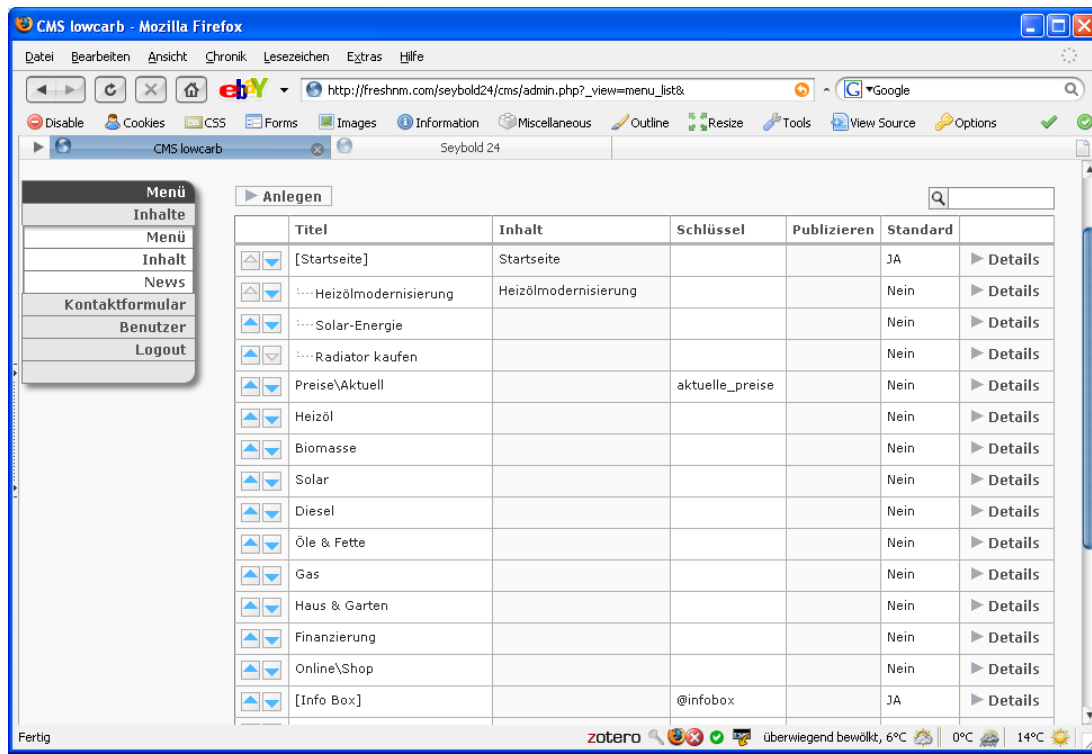 CMS lowcarb - Mozilla Firefox
Datei Bearbeiten Ansicht Chronik Lesezeichen Extras Hilfe
ebY http://freshnm.com/seybold24/cms/admin.php?_view=menu_list& G Google
Disable Cookies CSS Forms Images Information Miscellaneous Outline Resize Tools View Source Options
CMS lowcarb Seybold 24
Menü
Inhalte
Menü
Inhalt
News
Kontaktformular
Benutzer
Logout
Anlegen
Titel Inhalt Schlüssel Publizieren Standard
[Startseite] Startseite JA Details
Heizölmodernisierung Heizölmodernisierung Nein Details
Solar-Energie Nein Details
Radiator kaufen Nein Details
Preise\Aktuell aktuelle_preise Nein Details
Heizöl Nein Details
Biomasse Nein Details
Solar Nein Details
Diesel Nein Details
Öle & Fette Nein Details
Gas Nein Details
Haus & Garten Nein Details
Finanzierung Nein Details
Online\Shop Nein Details
[Info Box] @infobox JA Details
Fertig zotero überwiegend bewölkt, 6°C 0°C 14°C